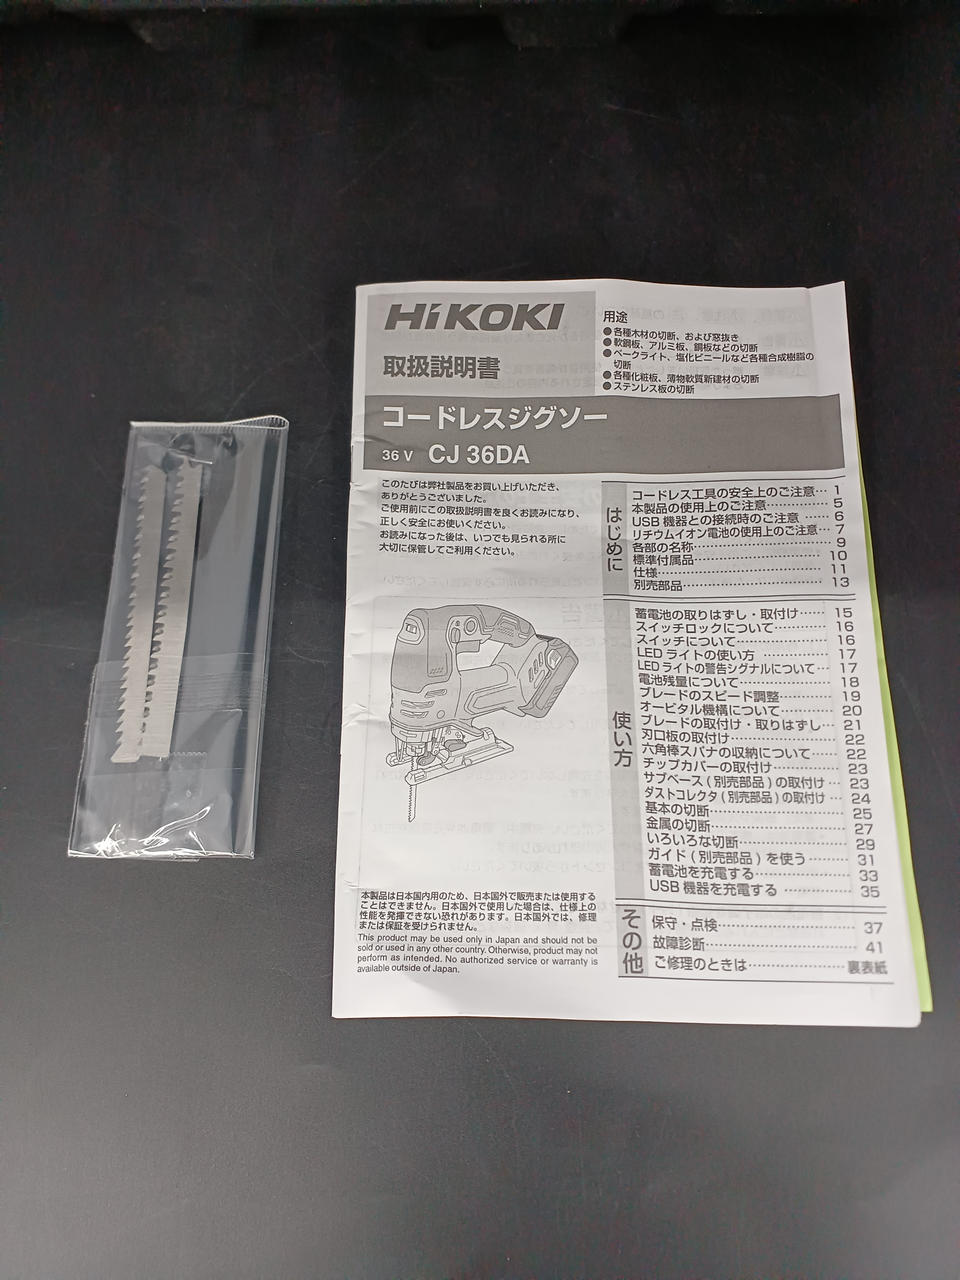 HiKOKI
取扱説明書
用途
●各種木材の切断、および窓抜き
●軟鋼板、アルミ板、銅板などの切断
●ベークライト、塩化ビニールなど各種合成樹脂の
切断
●各種化粧板、薄物軟質新建材の切断
●ステンレス板の切断
コードレスジグソー
36 V CJ 36DA
このたびは弊社製品をお買い上げいただき、
ありがとうございました。
ご使用前にこの取扱説明書を良くお読みになり、
正しく安全にお使いください。
お読みになった後は、いつでも見られる所に
大切に保管してご利用ください。
はじめに
コードレス工具の安全上のご注意… 1
本製品の使用上のご注意………… 5
USB 機器との接続時のご注意 …… 6
リチウムイオン電池の使用上のご注意… 7
各部の名称………………………… 9
標準付属品………………………… 10
仕様………………………………… 11
別売部品…………………………… 13
使い方
蓄電池の取りはずし・取付け…… 15
スイッチロックについて………… 16
スイッチについて………………… 16
LED ライトの使い方 …………… 17
LED ライトの警告シグナルについて… 17
電池残量について………………… 18
ブレードのスピード調整………… 19
オービタル機構について………… 20
ブレードの取付け・取りはずし… 21
刃口板の取付け…………………… 22
六角棒スパナの収納について…… 22
チップカバーの取付け…………… 23
サブベース ( 別売部品 ) の取付け… 23
ダストコレクタ ( 別売部品 ) の取付け… 24
基本の切断………………………… 25
金属の切断………………………… 27
いろいろな切断…………………… 29
ガイド ( 別売部品 ) を使う ……… 31
蓄電池を充電する………………… 33
USB 機器を充電する …………… 35
その他
保守・点検………………………… 37
故障診断…………………………… 41
ご修理のときは………………… 裏表紙
本製品は日本国内用のため、日本国外で販売または使用する
ことはできません。日本国外で使用した場合は、仕様上の
性能を発揮できない恐れがあります。日本国外では、修理
または保証を受けられません。
This product may be used only in Japan and should not be
sold or used in any other country. Otherwise, product may not
perform as intended. No authorized service or warranty is
available outside of Japan.